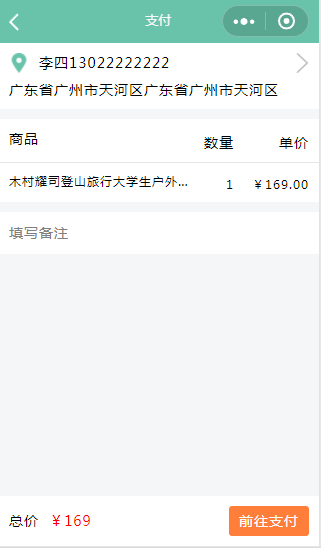 支付
李四13022222222
广东省广州市天河区广东省广州市天河区
商品 数量 单价
木村耀司登山旅行大学生户外... 1 ￥169.00
填写备注
总价 ￥169 前往支付